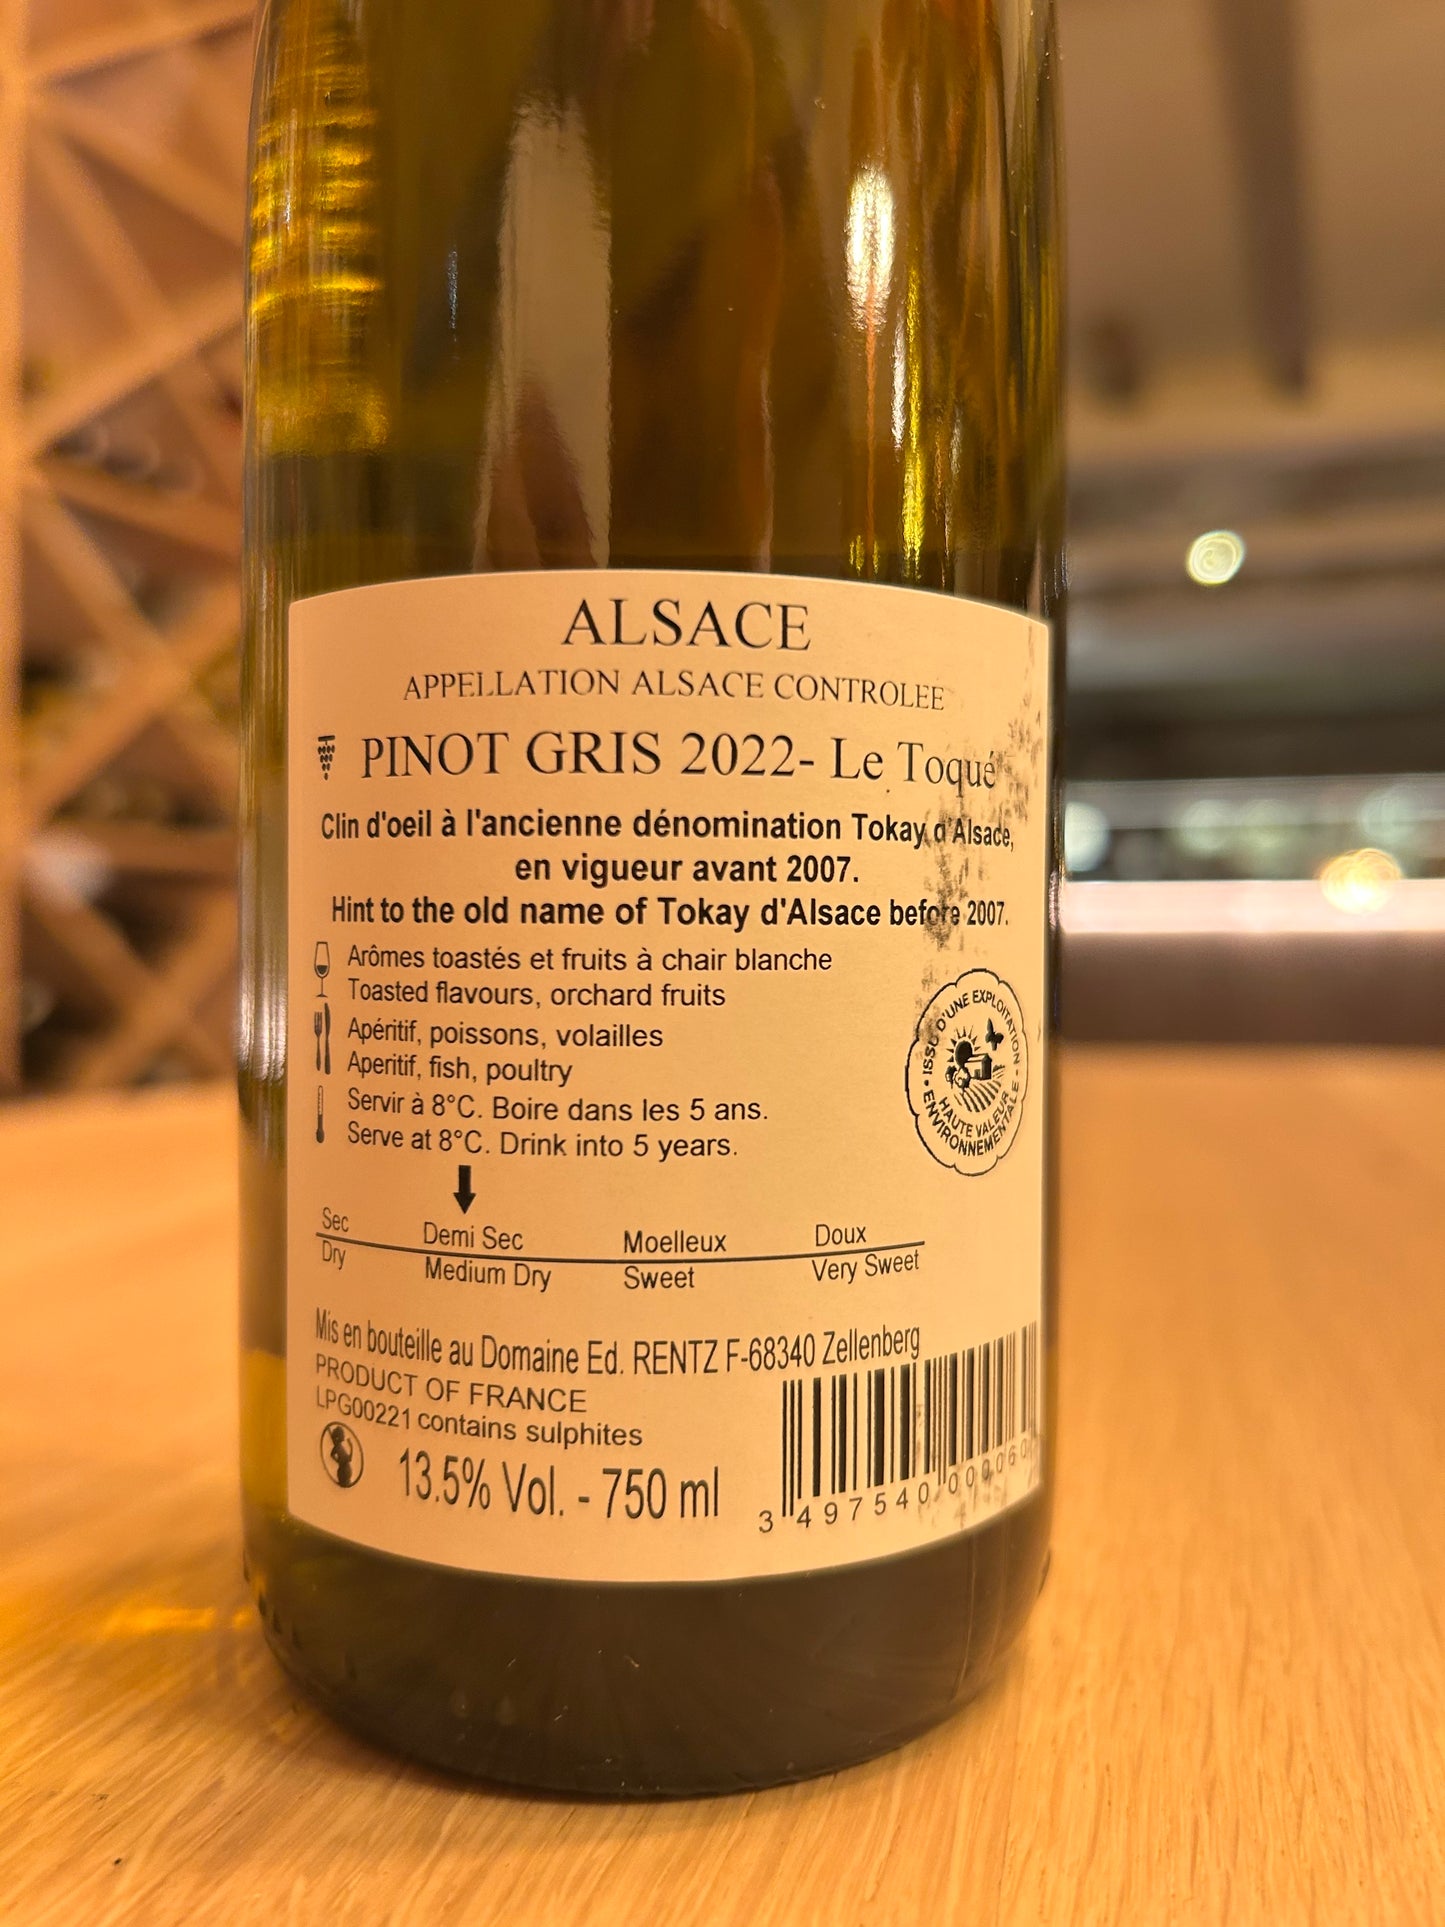 ALSACE
APPELLATION ALSACE CONTROLEE
PINOT GRIS 2022- Le Toqué
Clin d'oeil à l'ancienne dénomination Tokay d'Alsace,
en vigueur avant 2007.
Hint to the old name of Tokay d'Alsace before 2007.
Arômes toastés et fruits à chair blanche
Toasted flavours, orchard fruits
Apéritif, poissons, volailles
Aperitif, fish, poultry
Servir à 8°C. Boire dans les 5 ans.
Serve at 8°C. Drink into 5 years.
ISSU D'UNE EXPLOITATION
HAUTE VALEUR
ENVIRONNEMENTALE
Sec Demi Sec Moelleux Doux
Dry Medium Dry Sweet Very Sweet
Mis en bouteille au Domaine Ed. RENTZ F-68340 Zellenberg
PRODUCT OF FRANCE
LPG00221 contains sulphites
13.5% Vol. - 750 ml